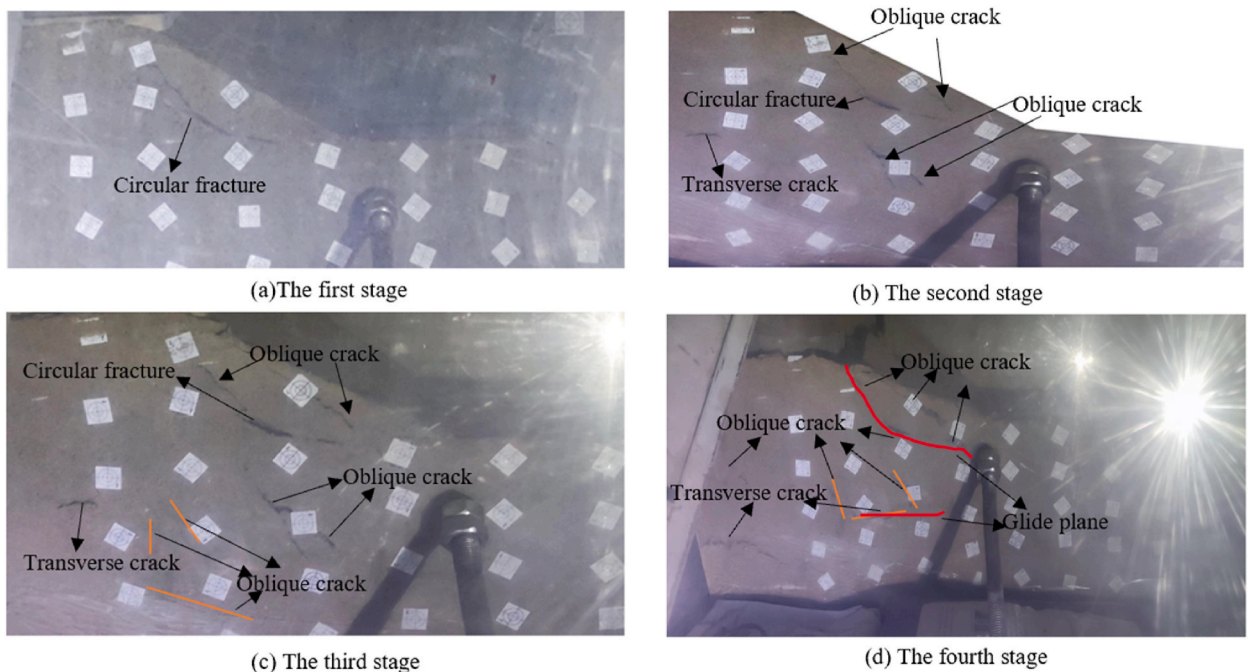 Circular fracture
(a)The first stage
Oblique crack
Circular fracture
Oblique crack
Transverse crack
(b) The second stage
Oblique crack
Circular fracture
Oblique crack
Transverse crack
Oblique crack
(c) The third stage
Oblique crack
Oblique crack
Transverse crack
Glide plane
(d) The fourth stage